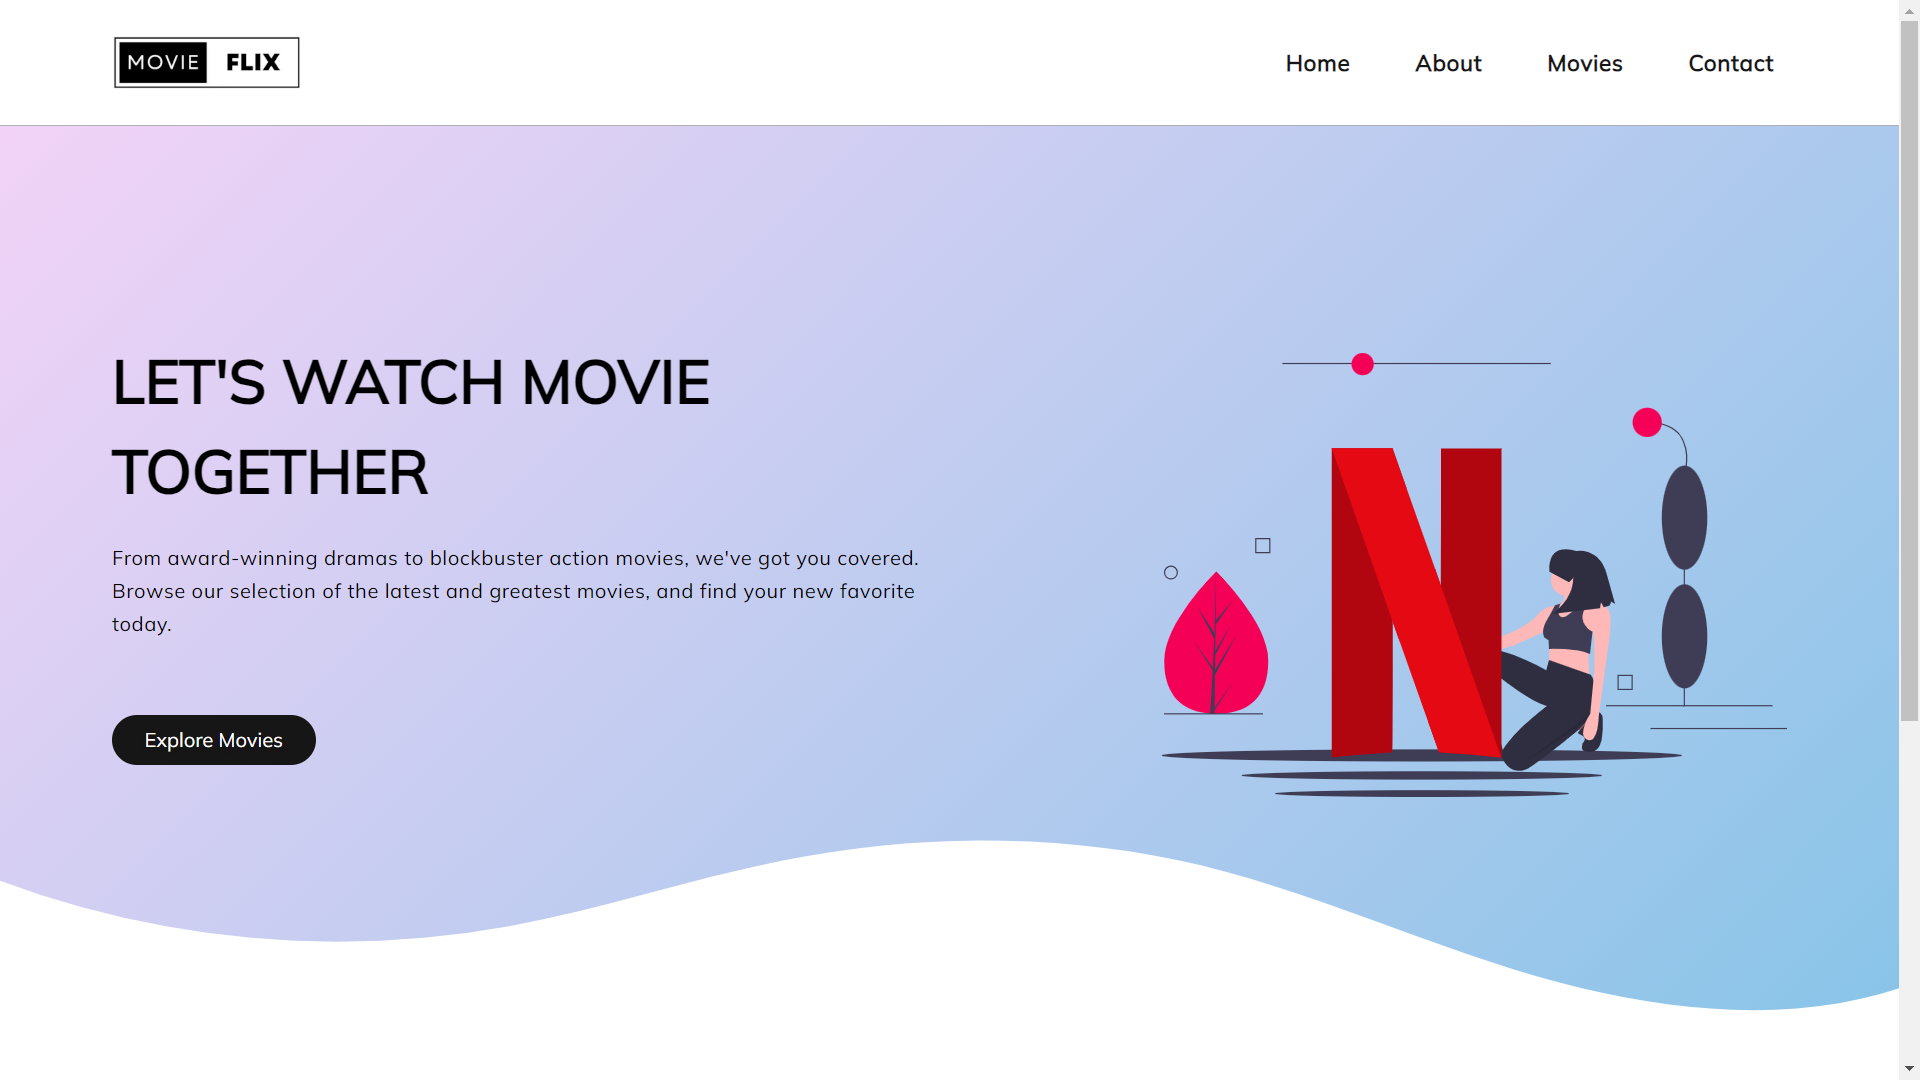 MOVIE FLIX
Home About Movies Contact
LET'S WATCH MOVIE
TOGETHER
From award-winning dramas to blockbuster action movies, we've got you covered.
Browse our selection of the latest and greatest movies, and find your new favorite
today.
Explore Movies
N